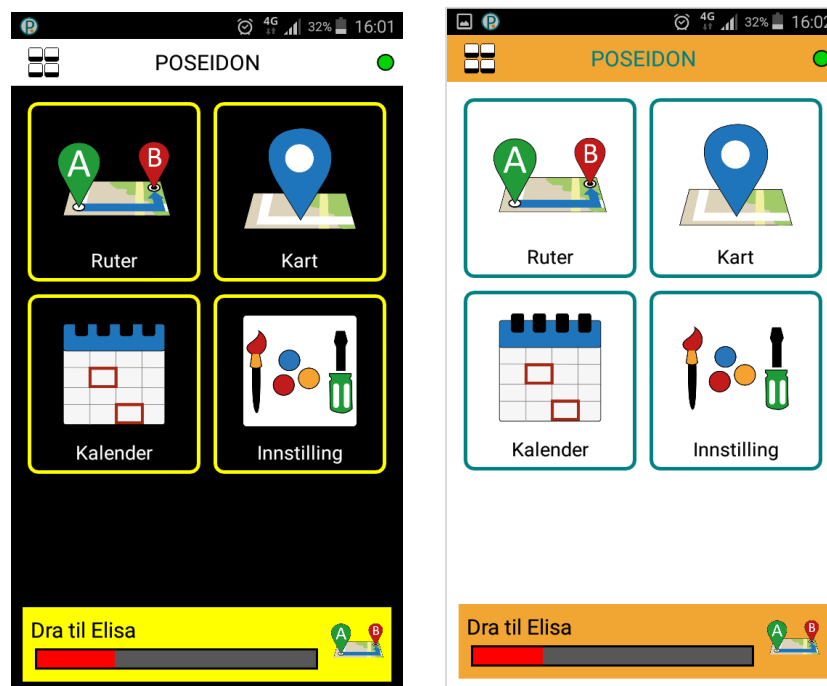 4G 32% 16:01
POSEIDON
A B
Ruter
Kart
Kalender
Innstilling
Dra til Elisa
A B
4G 32% 16:02
POSEIDON
A B
Ruter
Kart
Kalender
Innstilling
Dra til Elisa
A B